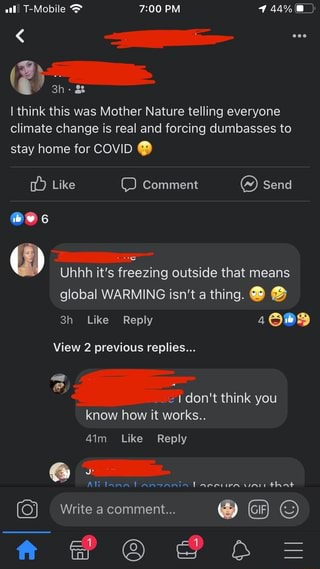 T-Mobile 7:00 PM 44%
3h
I think this was Mother Nature telling everyone
climate change is real and forcing dumbasses to
stay home for COVID 🤭
Like Comment Send
6
Uhhh it's freezing outside that means
global WARMING isn't a thing. 🙄 🤣
3h Like Reply 4
View 2 previous replies...
I don't think you
know how it works..
41m Like Reply
I assure you that
Write a comment... GIF
1 1